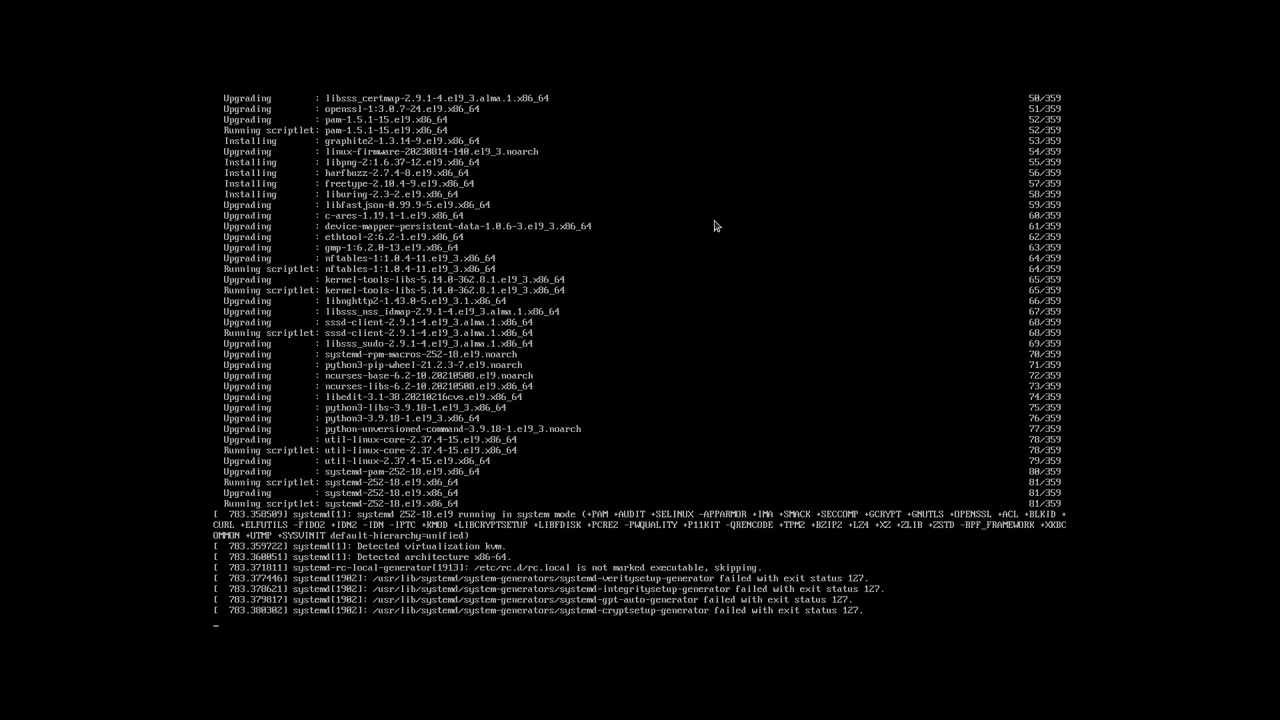 Upgrading : libsss_certmap-2.9.1-4.el9_3.alma.1.x86_64 50/359
Upgrading : openssl-1:3.0.7-24.el9.x86_64 51/359
Upgrading : pam-1.5.1-15.el9.x86_64 52/359
Running scriptlet: pam-1.5.1-15.el9.x86_64 52/359
Installing : graphite2-1.3.14-9.el9.x86_64 53/359
Upgrading : linux-firmware-20230814-140.el9_3.noarch 54/359
Installing : libpng-2:1.6.37-12.el9.x86_64 55/359
Installing : harfbuzz-2.7.4-8.el9.x86_64 56/359
Installing : freetype-2.10.4-9.el9.x86_64 57/359
Installing : liburing-2.3-2.el9.x86_64 58/359
Upgrading : libfastjson-0.99.9-5.el9.x86_64 59/359
Upgrading : c-ares-1.19.1-1.el9.x86_64 60/359
Upgrading : device-mapper-persistent-data-1.0.6-3.el9_3.x86_64 61/359
Upgrading : ethtool-2:6.2-1.el9.x86_64 62/359
Upgrading : gmp-1:6.2.0-13.el9.x86_64 63/359
Upgrading : nftables-1:1.0.4-11.el9_3.x86_64 64/359
Running scriptlet: nftables-1:1.0.4-11.el9_3.x86_64 64/359
Upgrading : kernel-tools-libs-5.14.0-362.8.1.el9_3.x86_64 65/359
Running scriptlet: kernel-tools-libs-5.14.0-362.8.1.el9_3.x86_64 65/359
Upgrading : libnghttp2-1.43.0-5.el9_3.1.x86_64 66/359
Upgrading : libsss_nss_idmap-2.9.1-4.el9_3.alma.1.x86_64 67/359
Upgrading : sssd-client-2.9.1-4.el9_3.alma.1.x86_64 68/359
Running scriptlet: sssd-client-2.9.1-4.el9_3.alma.1.x86_64 68/359
Upgrading : libsss_sudo-2.9.1-4.el9_3.alma.1.x86_64 69/359
Upgrading : systemd-rpm-macros-252-18.el9.noarch 70/359
Upgrading : python3-pip-wheel-21.2.3-7.el9.noarch 71/359
Upgrading : ncurses-base-6.2-10.20210508.el9.noarch 72/359
Upgrading : ncurses-libs-6.2-10.20210508.el9.x86_64 73/359
Upgrading : libedit-3.1-38.20210216cvs.el9.x86_64 74/359
Upgrading : python3-libs-3.9.18-1.el9_3.x86_64 75/359
Upgrading : python3-3.9.18-1.el9_3.x86_64 76/359
Upgrading : python-unversioned-command-3.9.18-1.el9_3.noarch 77/359
Upgrading : util-linux-core-2.37.4-15.el9.x86_64 78/359
Running scriptlet: util-linux-core-2.37.4-15.el9.x86_64 78/359
Upgrading : util-linux-2.37.4-15.el9.x86_64 79/359
Upgrading : systemd-pam-252-18.el9.x86_64 80/359
Running scriptlet: systemd-252-18.el9.x86_64 81/359
Upgrading : systemd-252-18.el9.x86_64 81/359
Running scriptlet: systemd-252-18.el9.x86_64 81/359
[ 783.358509] systemd[1]: systemd 252-18.el9 running in system mode (+PAM +AUDIT +SELINUX -APPARMOR +IMA +SMACK +SECCOMP +GCRYPT +GNUTLS +OPENSSL +ACL +BLKID +
CURL +ELFUTILS -FIDO2 +IDN2 -IDN -IPTC +KMOD +LIBCRYPTSETUP +LIBFDISK +PCRE2 -PWQUALITY +P11KIT -QRENCODE +TPM2 +BZIP2 +LZ4 +XZ +ZLIB +ZSTD -BPF_FRAMEWORK +XKBC
OMMON +UTMP +SYSVINIT default-hierarchy=unified)
[ 783.359722] systemd[1]: Detected virtualization kvm.
[ 783.360051] systemd[1]: Detected architecture x86-64.
[ 783.371811] systemd-rc-local-generator[1913]: /etc/rc.d/rc.local is not marked executable, skipping.
[ 783.377446] systemd[1902]: /usr/lib/systemd/system-generators/systemd-veritysetup-generator failed with exit status 127.
[ 783.378621] systemd[1902]: /usr/lib/systemd/system-generators/systemd-integritysetup-generator failed with exit status 127.
[ 783.379817] systemd[1902]: /usr/lib/systemd/system-generators/systemd-gpt-auto-generator failed with exit status 127.
[ 783.380302] systemd[1902]: /usr/lib/systemd/system-generators/systemd-cryptsetup-generator failed with exit status 127.
_